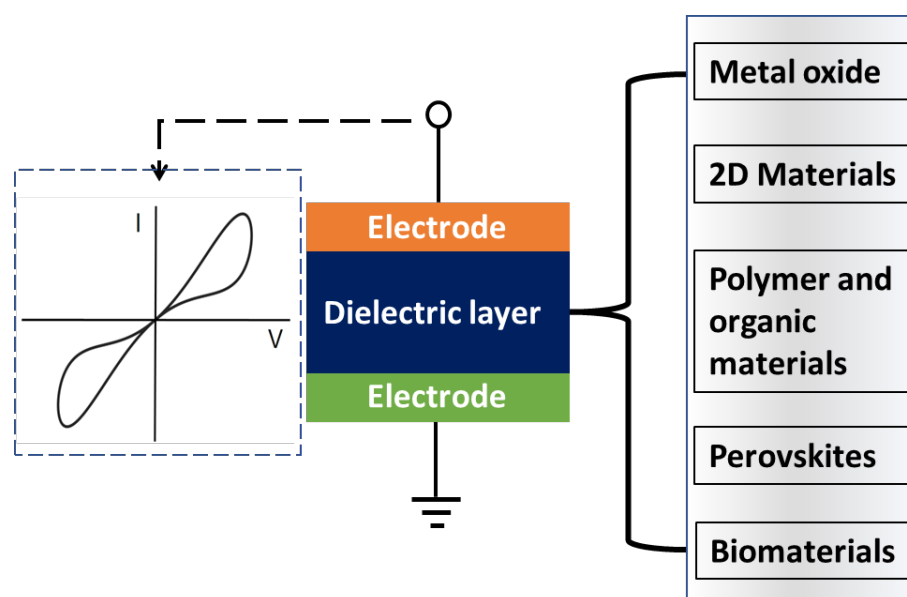 I
V
Electrode
Dielectric layer
Electrode
Metal oxide
2D Materials
Polymer and
organic
materials
Perovskites
Biomaterials